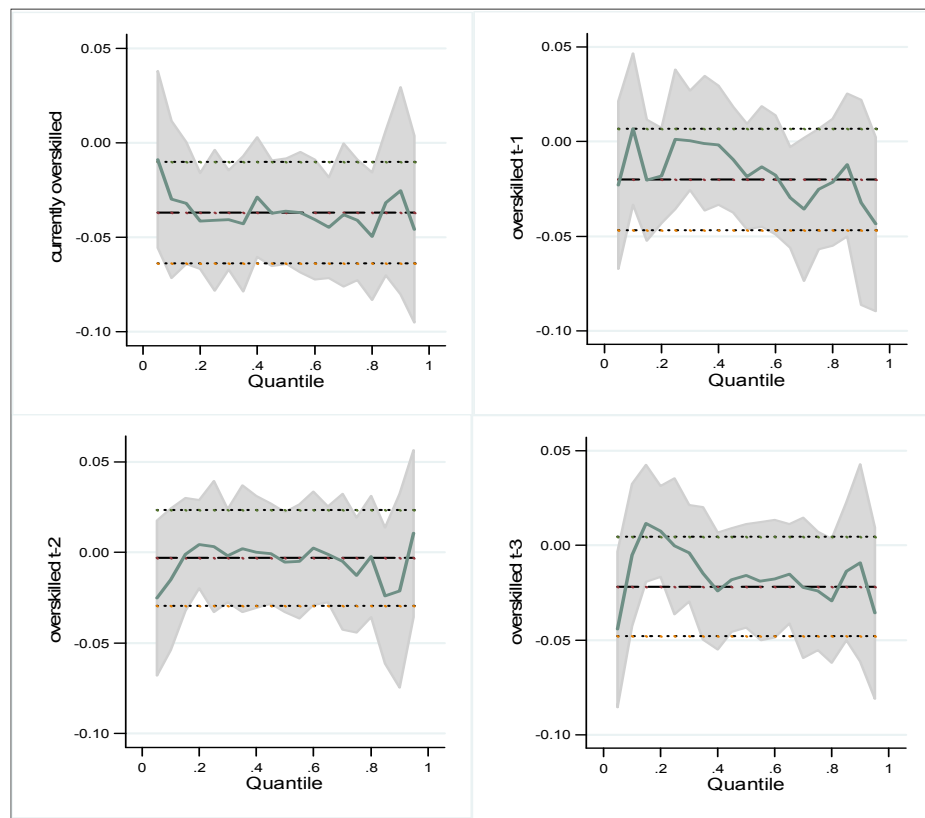 0.05
0.00
-0.05
-0.10
currently overskilled
0 .2 .4 .6 .8 1
Quantile
0.05
0.00
-0.05
-0.10
overskilled t-1
0 .2 .4 .6 .8 1
Quantile
0.05
0.00
-0.05
-0.10
overskilled t-2
0 .2 .4 .6 .8 1
Quantile
0.05
0.00
-0.05
-0.10
overskilled t-3
0 .2 .4 .6 .8 1
Quantile